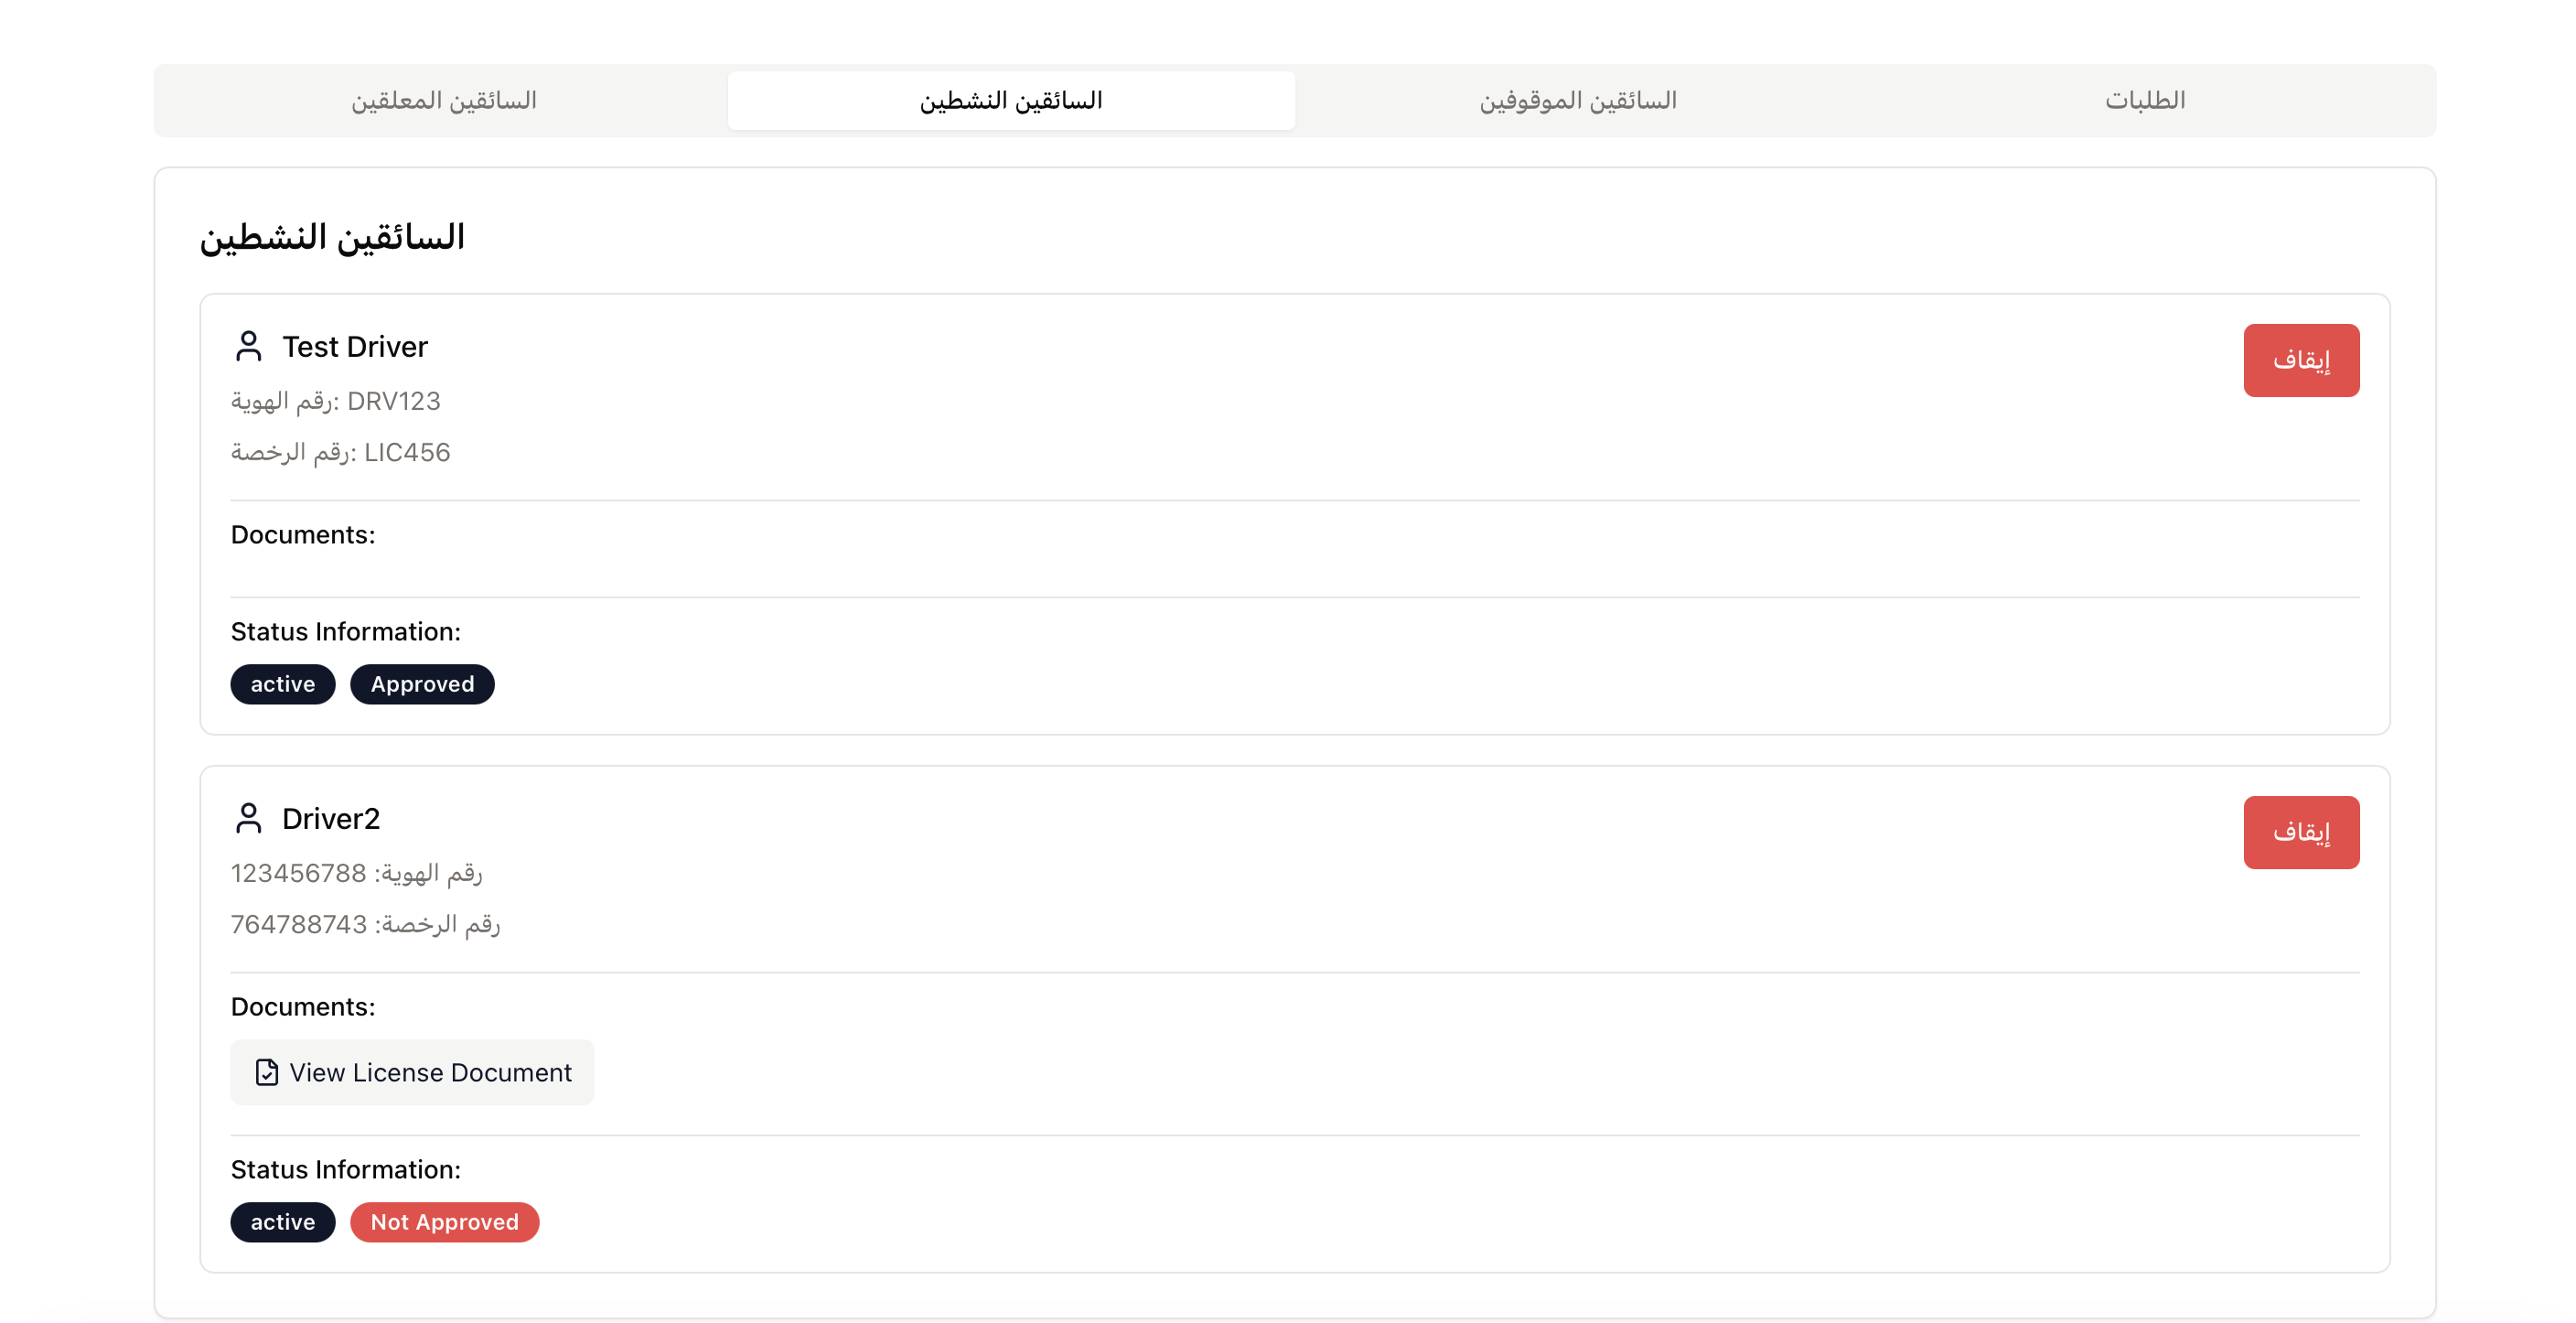 السائقين المعلقين
السائقين النشطين
السائقين الموقوفين
الطلبات
السائقين النشطين
Test Driver
إيقاف
رقم الهوية: DRV123
رقم الرخصة: LIC456
Documents:
Status Information:
active Approved
Driver2
إيقاف
رقم الهوية: 123456788
رقم الرخصة: 764788743
Documents:
View License Document
Status Information:
active Not Approved